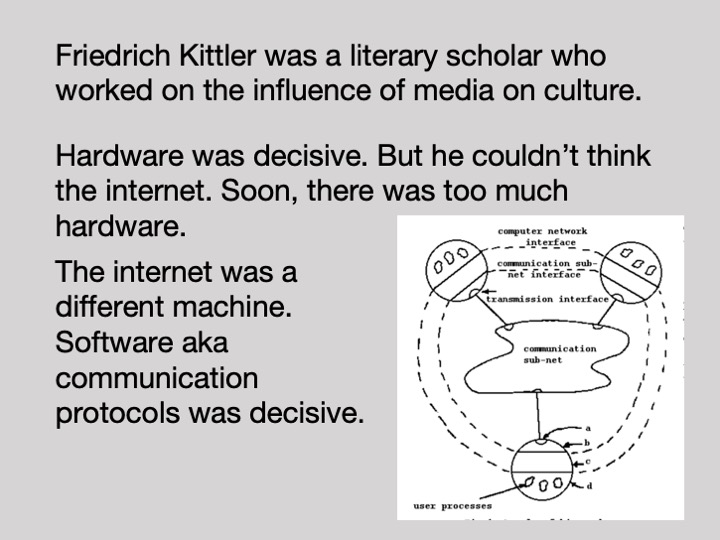 Friedrich Kittler was a literary scholar who
worked on the influence of media on culture.
Hardware was decisive. But he couldn’t think
the internet. Soon, there was too much
hardware.
The internet was a
different machine.
Software aka
communication
protocols was decisive.
computer network
interface
communication sub-
net interface
transmission interface
communication
sub-net
a
b
c
d
user processes